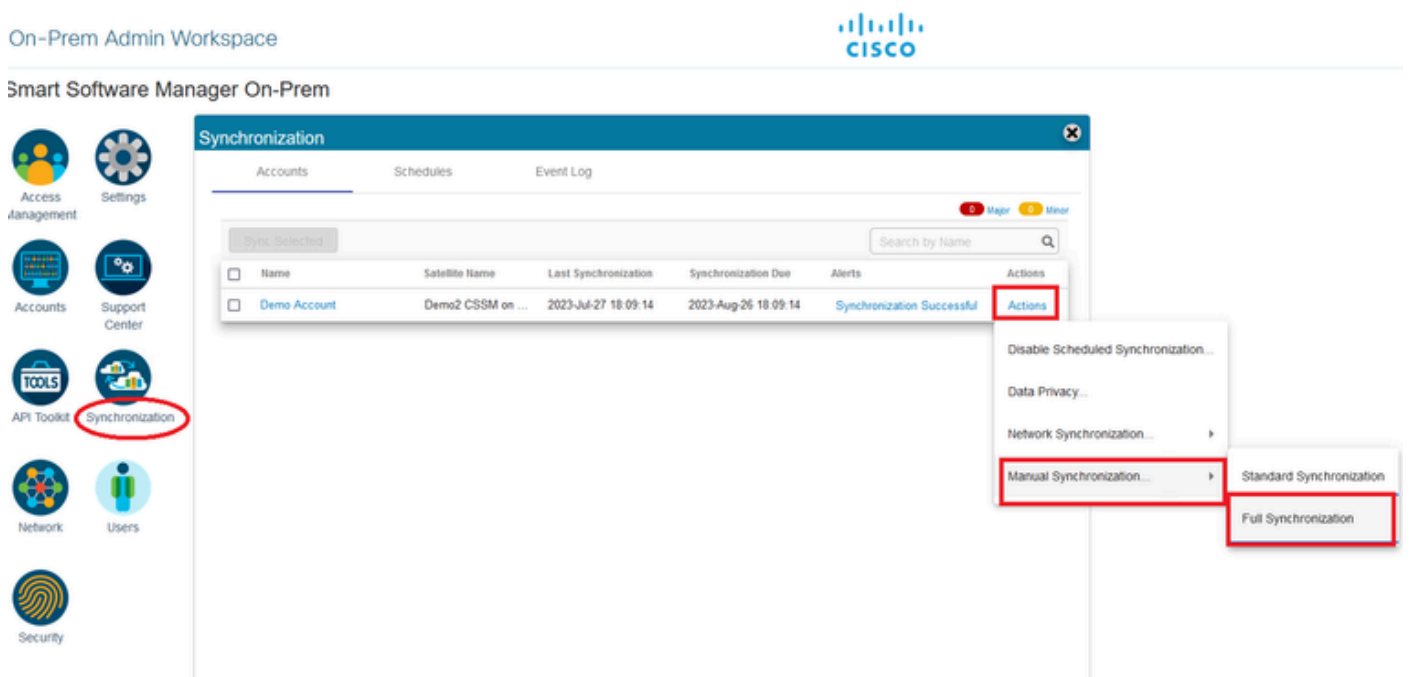 On-Prem Admin Workspace
CISCO
Smart Software Manager On-Prem
Synchronization
Accounts Schedules Event Log
Access Management
Settings
0 Major 0 Minor
Sync Selected Search by Name
Name Satellite Name Last Synchronization Synchronization Due Alerts Actions
Demo Account Demo2 CSSM on ... 2023-Jul-27 18:09:14 2023-Aug-26 18:09:14 Synchronization Successful Actions
Accounts
Support
Center
Disable Scheduled Synchronization...
Data Privacy...
TOOLS
API Toolkit Synchronization
Network Synchronization...
Manual Synchronization... Standard Synchronization
Full Synchronization
Network Users
Security